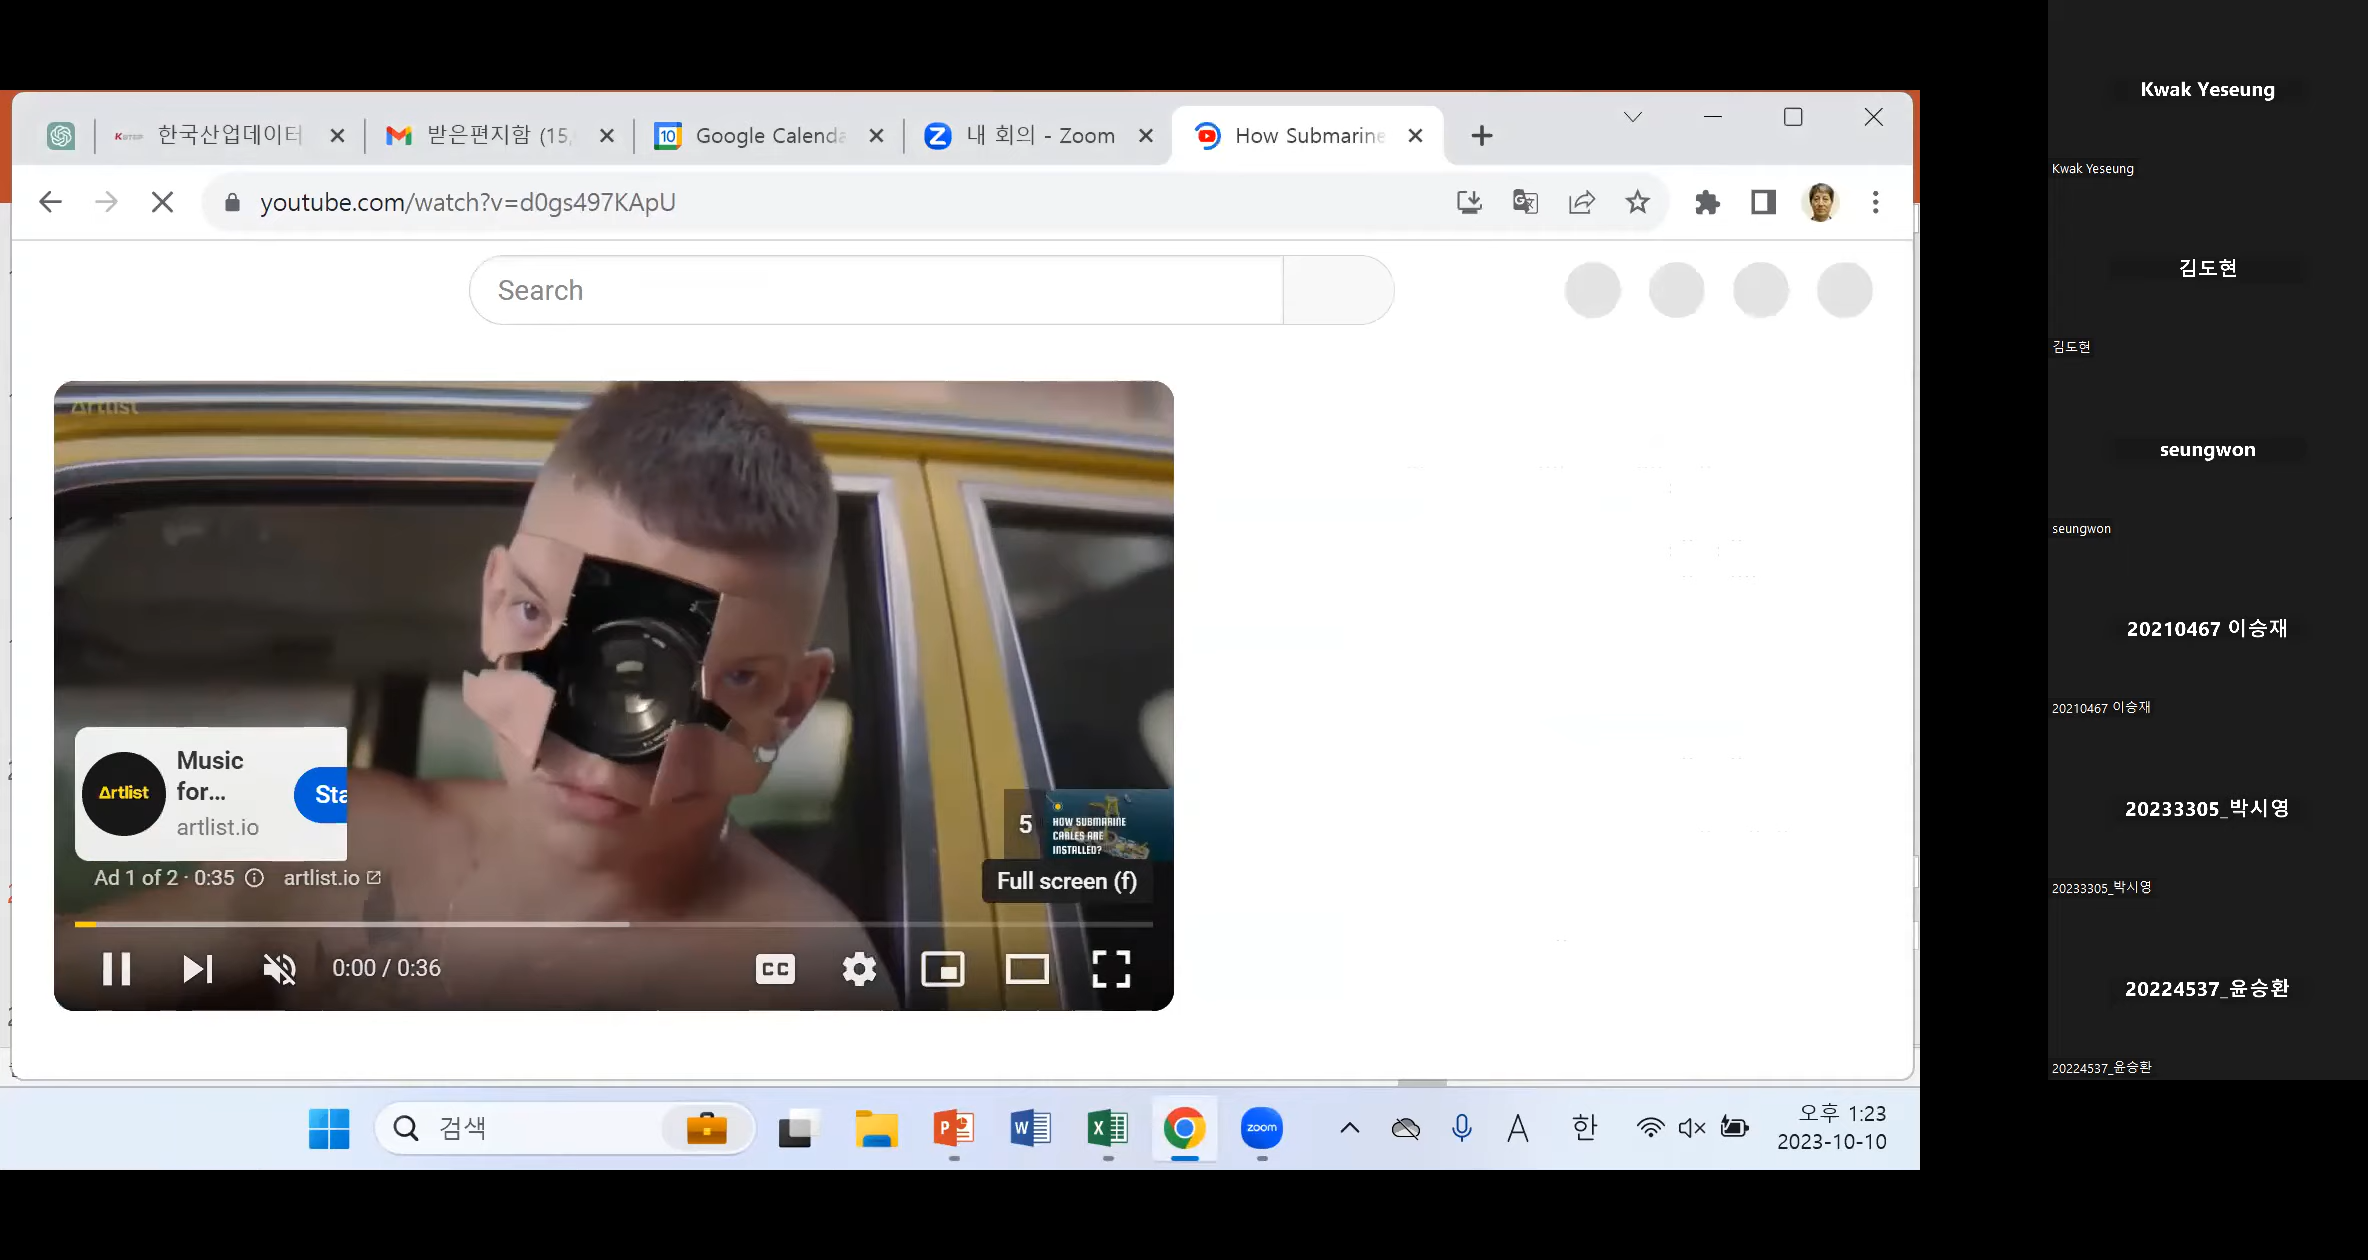 KSTEP
한국산업데이터
받은편지함 (15,
10
Google Calenda
내 회의 - Zoom
How Submarine
youtube.com/watch?v=d0gs497KApU
Search
Artlist
Artlist
Music
for...
artlist.io
Sta
5
HOW SUBMARINE
CABLES ARE
INSTALLED?
Ad 1 of 2 · 0:35
artlist.io
Full screen (f)
0:00 / 0:36
CC
검색
zoom
A
한
오후 1:23
2023-10-10
Kwak Yeseung
Kwak Yeseung
김도현
김도현
seungwon
seungwon
20210467 이승재
20210467 이승재
20233305_박시영
20233305_박시영
20224537_윤승환
20224537_윤승환